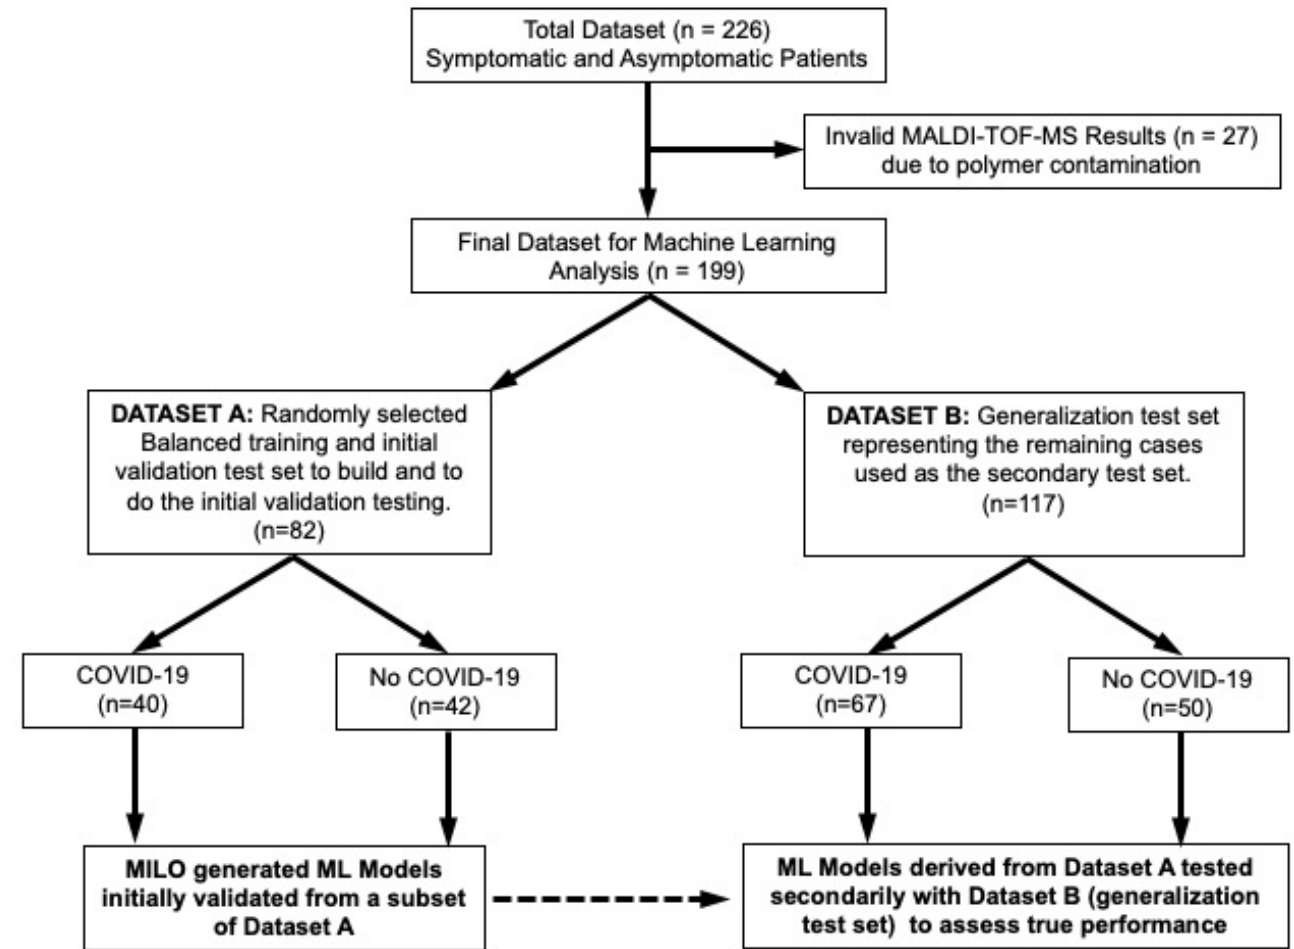 Total Dataset (n = 226)
Symptomatic and Asymptomatic Patients
Invalid MALDI-TOF-MS Results (n = 27)
due to polymer contamination
Final Dataset for Machine Learning
Analysis (n = 199)
DATASET A: Randomly selected
Balanced training and initial
validation test set to build and to
do the initial validation testing.
(n=82)
DATASET B: Generalization test set
representing the remaining cases
used as the secondary test set.
(n=117)
COVID-19
(n=40)
No COVID-19
(n=42)
COVID-19
(n=67)
No COVID-19
(n=50)
MILO generated ML Models
initially validated from a subset
of Dataset A
ML Models derived from Dataset A tested
secondarily with Dataset B (generalization
test set) to assess true performance